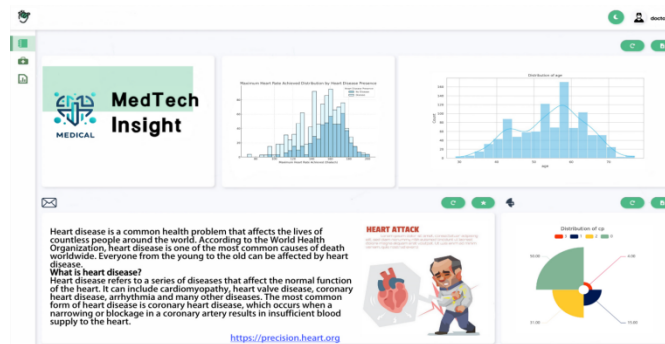 doctor
MedTech
Insight
MEDICAL
Maximum Heart Rate Achieved Distribution by Heart Disease Presence
Distribution of age
Count
age
Heart disease is a common health problem that affects the lives of
countless people around the world. According to the World Health
Organization, heart disease is one of the most common causes of death
worldwide. Everyone from the young to the old can be affected by heart
disease.
What is heart disease?
Heart disease refers to a series of diseases that affect the normal function
of the heart. It can include cardiomyopathy, heart valve disease, coronary
heart disease, arrhythmia and many other diseases. The most common
form of heart disease is coronary heart disease, which occurs when a
narrowing or blockage in a coronary artery results in insufficient blood
supply to the heart.
https://precision.heart.org
HEART ATTACK
Distribution of cp